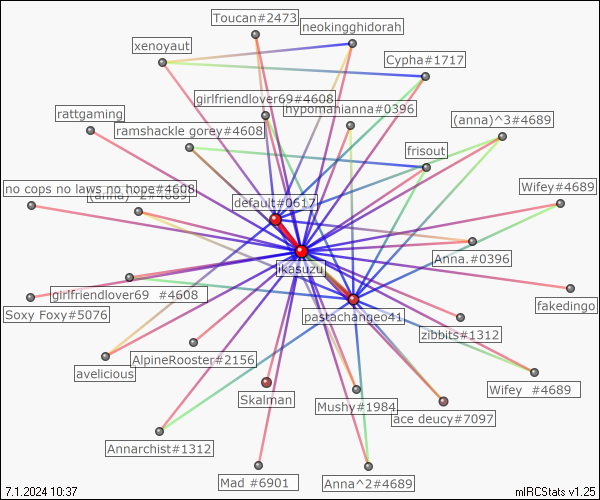 Toucan#2473
neokingghidorah
xenoyaut
Cypha#1717
girlfriendlover69#4608
hypomanianna#0396
rattgaming
(anna)^3#4689
ramshackle gorey#4608
frisout
no cops no laws no hope#4608
(anna)^2#4689
Wifey#4689
default#0617
Anna.#0396
jikasuzu
girlfriendlover69 #4608
fakedingo
Soxy Foxy#5076
pastachangeo41
zibbits#1312
AlpineRooster#2156
avelicious
Wifey #4689
Skalman
Mushy#1984
ace deucy#7097
Annarchist#1312
Mad #6901
Anna^2#4689
7.1.2024 10:37
mIRCStats v1.25